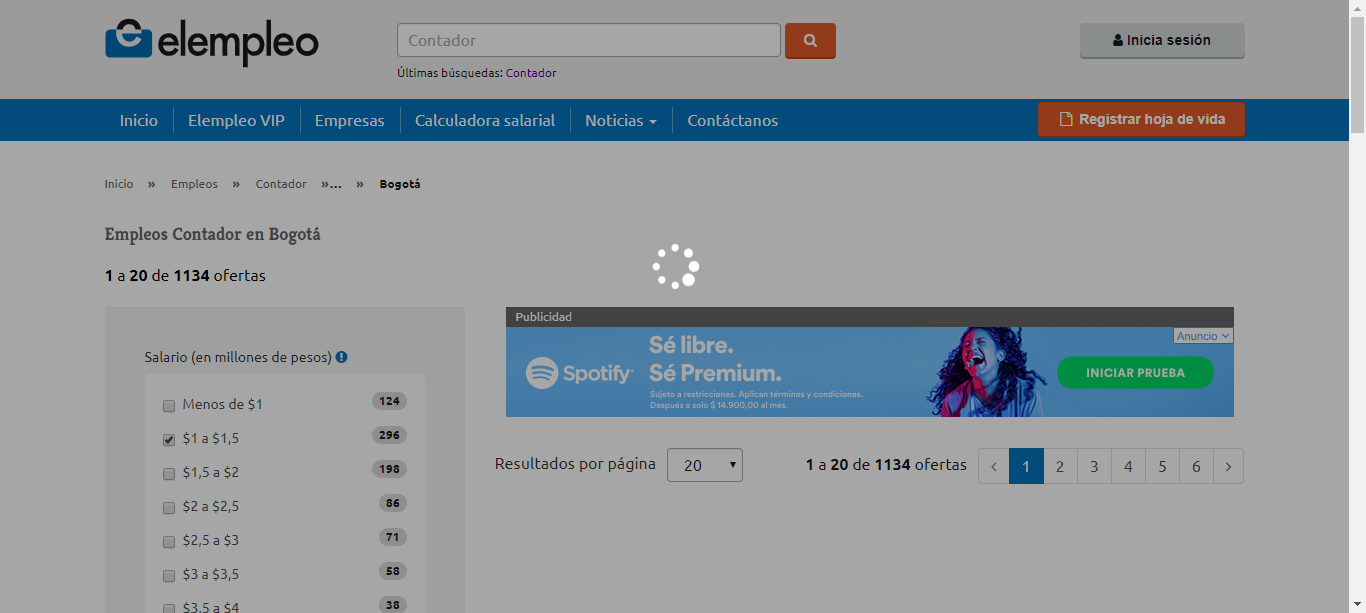 elempleo
Contador
Inicia sesión
Últimas búsquedas: Contador
Inicio
Elempleo VIP
Empresas
Calculadora salarial
Noticias
Contáctanos
Registrar hoja de vida
Inicio » Empleos » Contador »... » Bogotá
Empleos Contador en Bogotá
1 a 20 de 1134 ofertas
Salario (en millones de pesos)
Menos de $1 124
$1 a $1,5 296
$1,5 a $2 198
$2 a $2,5 86
$2,5 a $3 71
$3 a $3,5 58
$3,5 a $4 38
Publicidad
Anuncio
Spotify
Sé libre.
Sé Premium.
Sujeto a restricciones. Aplican términos y condiciones.
Después a solo $ 14.900,00 al mes.
INICIAR PRUEBA
Resultados por página 20
1 a 20 de 1134 ofertas
‹ 1 2 3 4 5 6 ›